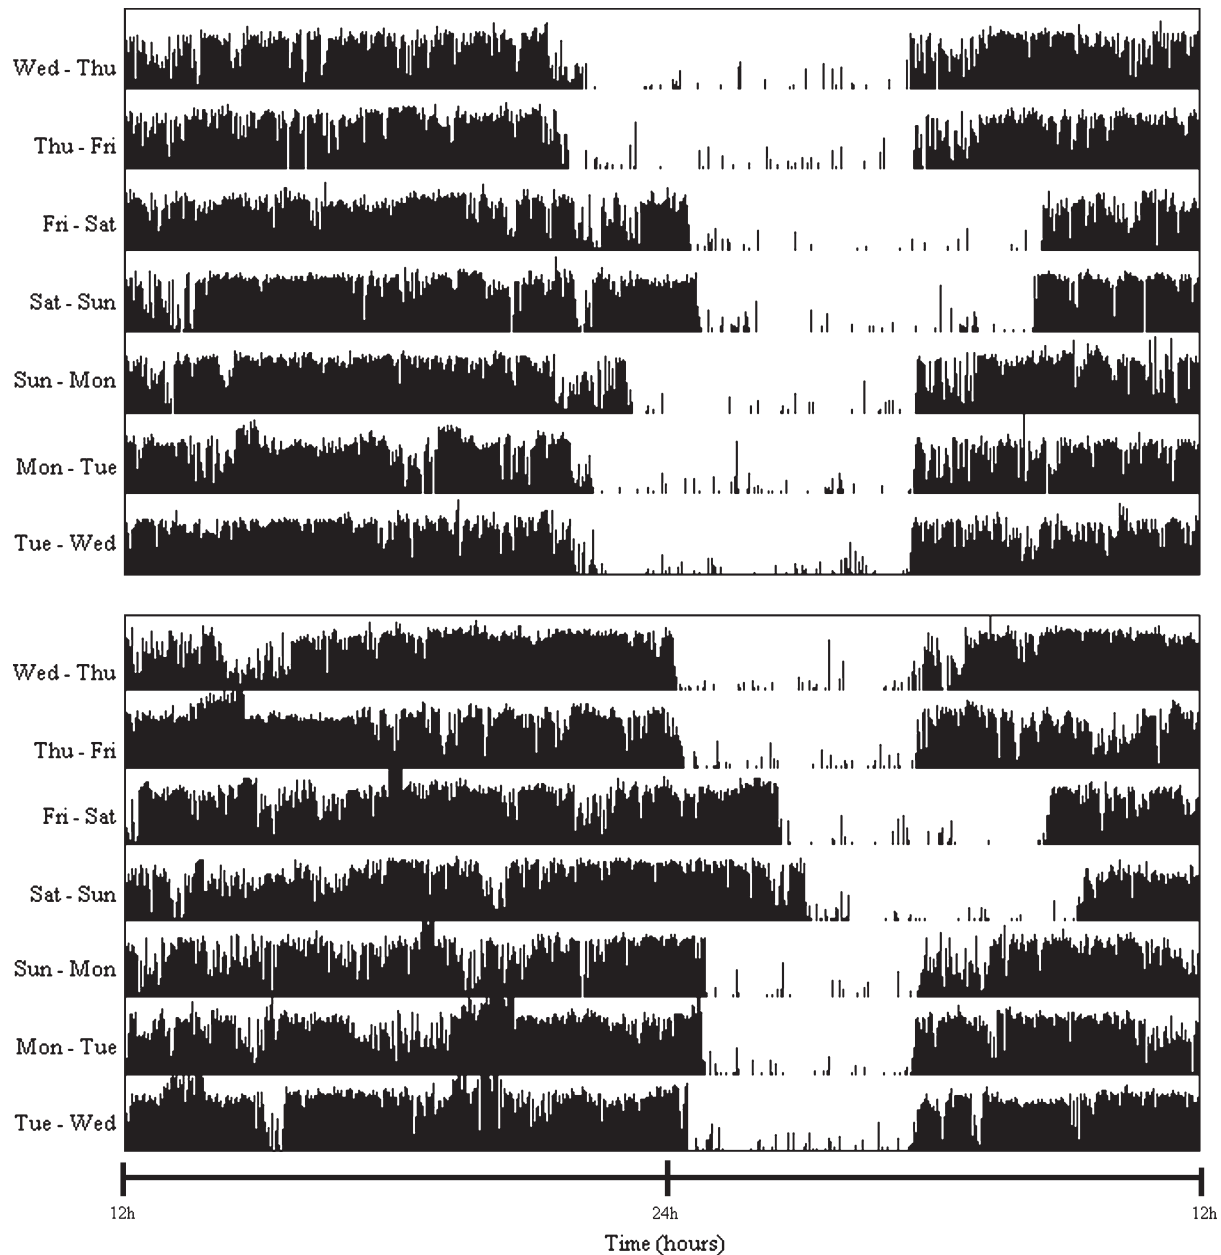 Wed - Thu
Thu - Fri
Fri - Sat
Sat - Sun
Sun - Mon
Mon - Tue
Tue - Wed
Wed - Thu
Thu - Fri
Fri - Sat
Sat - Sun
Sun - Mon
Mon - Tue
Tue - Wed
12h 24h 12h
Time (hours)